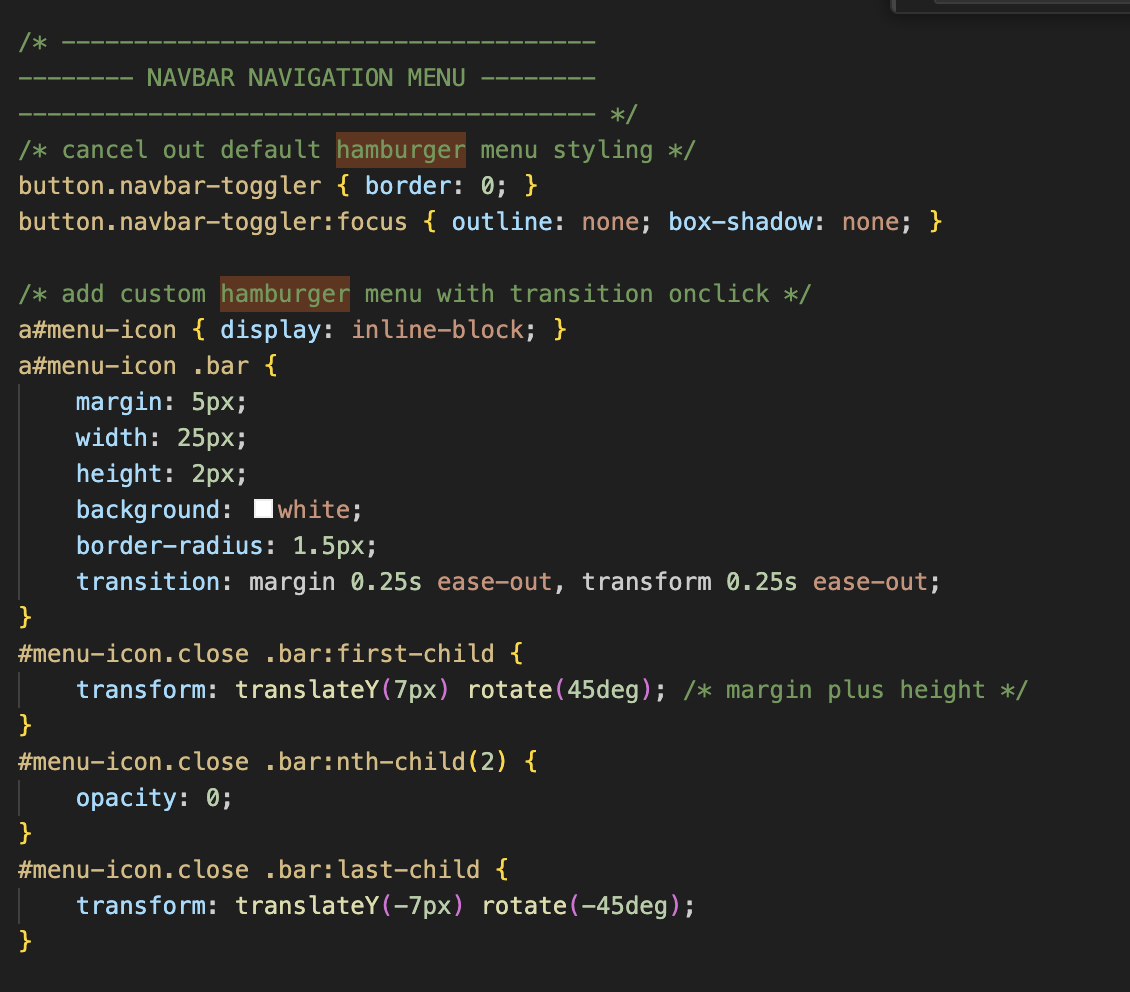 /* -------------------------------------
-------- NAVBAR NAVIGATION MENU --------
---------------------------------------- */
/* cancel out default hamburger menu styling */
button.navbar-toggler { border: 0; }
button.navbar-toggler:focus { outline: none; box-shadow: none; }
/* add custom hamburger menu with transition onclick */
a#menu-icon { display: inline-block; }
a#menu-icon .bar {
    margin: 5px;
    width: 25px;
    height: 2px;
    background: white;
    border-radius: 1.5px;
    transition: margin 0.25s ease-out, transform 0.25s ease-out;
}
#menu-icon.close .bar:first-child {
    transform: translateY(7px) rotate(45deg); /* margin plus height */
}
#menu-icon.close .bar:nth-child(2) {
    opacity: 0;
}
#menu-icon.close .bar:last-child {
    transform: translateY(-7px) rotate(-45deg);
}